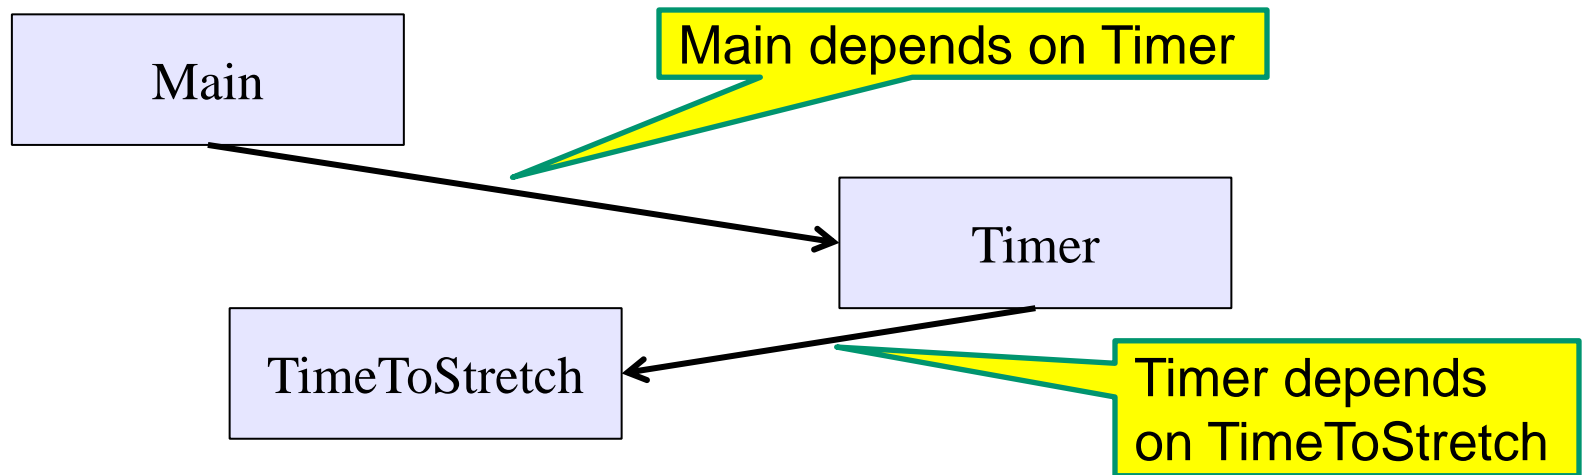 Main
Main depends on Timer
Timer
TimeToStretch
Timer depends
on TimeToStretch